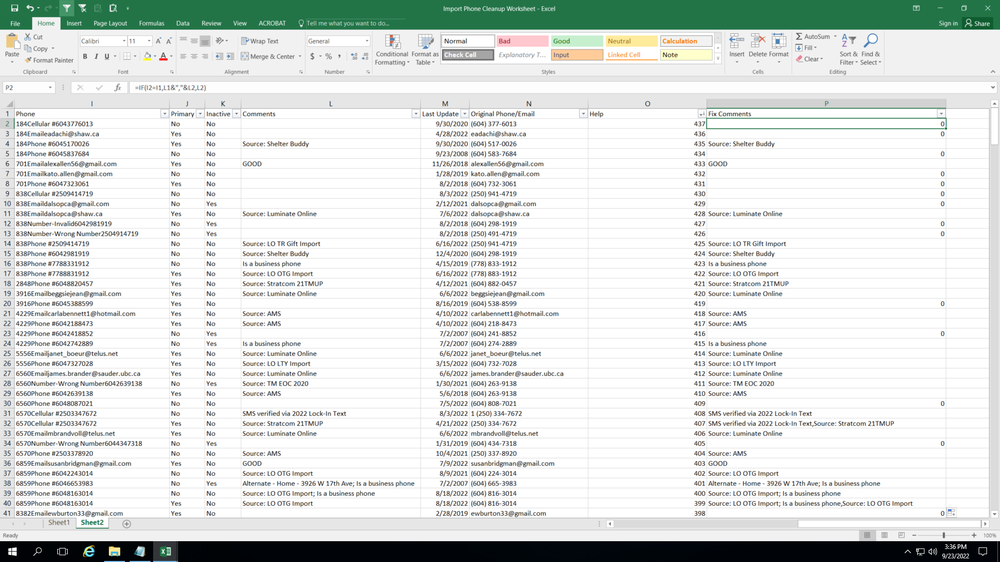 Import Phone Cleanup Worksheet - Excel
File Home Insert Page Layout Formulas Data Review View ACROBAT Tell me what you want to do... Sign in Share
Paste Cut Copy Format Painter Clipboard
Calibri 11 A A B I U A Font
Wrap Text Merge & Center Alignment
General $ % , Number
Conditional Formatting Format as Table
Normal Bad Good Neutral Calculation
Check Cell Explanatory T... Input Linked Cell Note
Styles
Insert Delete Format Cells
AutoSum Fill Clear Sort & Filter Find & Select Editing
P2 fx =IF(I2=I1,L1&","&L2,L2)
I J K L M N O P
1 Phone Primary Inactive Comments Last Update Original Phone/Email Help Fix Comments
2 184Cellular #6043776013 No No 9/30/2020 (604) 377-6013 437 0
3 184Emaileadachi@shaw.ca Yes No 4/28/2022 eadachi@shaw.ca 436 0
4 184Phone #6045170026 Yes No Source: Shelter Buddy 9/30/2020 (604) 517-0026 435 Source: Shelter Buddy
5 184Phone #6045837684 No No 9/23/2008 (604) 583-7684 434 0
6 701Emailalexallen56@gmail.com Yes No GOOD 11/26/2018 alexallen56@gmail.com 433 GOOD
7 701Emailkato.allen@gmail.com No No 1/28/2019 kato.allen@gmail.com 432 0
8 701Phone #6047323061 Yes No 8/2/2018 (604) 732-3061 431 0
9 838Cellular #2509414719 No No 8/3/2022 (250) 941-4719 430 0
10 838Emaildalsopca@gmail.com No Yes 2/12/2021 dalsopca@gmail.com 429 0
11 838Emaildalsopca@shaw.ca Yes No Source: Luminate Online 7/6/2022 dalsopca@shaw.ca 428 Source: Luminate Online
12 838Number-Invalid6042981919 No Yes 8/2/2018 (604) 298-1919 427 0
13 838Number-Wrong Number2504914719 No Yes 8/2/2018 (250) 491-4719 426 0
14 838Phone #2509414719 No No Source: LO TR Gift Import 6/16/2022 (250) 941-4719 425 Source: LO TR Gift Import
15 838Phone #6042981919 No No Source: Shelter Buddy 12/4/2020 (604) 298-1919 424 Source: Shelter Buddy
16 838Phone #7788331912 No No Is a business phone 4/15/2019 (778) 833-1912 423 Is a business phone
17 838Phone #7788831912 Yes No Source: LO OTG Import 6/16/2022 (778) 883-1912 422 Source: LO OTG Import
18 2848Phone #6048820457 Yes No Source: Stratcom 21TMUP 4/12/2021 (604) 882-0457 421 Source: Stratcom 21TMUP
19 3916Emailbeggsiejean@gmail.com Yes No Source: Luminate Online 6/6/2022 beggsiejean@gmail.com 420 Source: Luminate Online
20 3916Phone #6045388599 Yes No 8/16/2019 (604) 538-8599 419 0
21 4229Emailcarlabennett1@hotmail.com Yes No Source: AMS 4/10/2022 carlabennett1@hotmail.com 418 Source: AMS
22 4229Phone #6042188473 Yes No Source: AMS 4/10/2022 (604) 218-8473 417 Source: AMS
23 4229Phone #6042418852 No Yes 7/2/2007 (604) 241-8852 416 0
24 4229Phone #6042742889 No Yes Is a business phone 7/2/2007 (604) 274-2889 415 Is a business phone
25 5556Emailjanet_boeur@telus.net Yes No Source: Luminate Online 6/6/2022 janet_boeur@telus.net 414 Source: Luminate Online
26 5556Phone #6047327028 Yes No Source: LO LTY Import 3/15/2022 (604) 732-7028 413 Source: LO LTY Import
27 6560Emailjames.brander@sauder.ubc.ca Yes No Source: Luminate Online 6/6/2022 james.brander@sauder.ubc.ca 412 Source: Luminate Online
28 6560Number-Wrong Number6042639138 No Yes Source: TM EOC 2020 1/30/2021 (604) 263-9138 411 Source: TM EOC 2020
29 6560Phone #6042639138 Yes No Source: AMS 5/6/2018 (604) 263-9138 410 Source: AMS
30 6560Phone #6048087021 No No 7/5/2022 (604) 808-7021 409 0
31 6570Cellular #2503347672 No No SMS verified via 2022 Lock-In Text 8/3/2022 1 (250) 334-7672 408 SMS verified via 2022 Lock-In Text
32 6570Cellular #2503347672 Yes No Source: Stratcom 21TMUP 4/21/2022 (250) 334-7672 407 SMS verified via 2022 Lock-In Text,Source: Stratcom 21TMUP
33 6570Emailmbrandvoll@telus.net Yes No Source: Luminate Online 6/6/2022 mbrandvoll@telus.net 406 Source: Luminate Online
34 6570Number-Wrong Number6044347318 No Yes 1/31/2019 (604) 434-7318 405 0
35 6570Phone #2503378920 No No Source: AMS 10/4/2021 (250) 337-8920 404 Source: AMS
36 6859Emailsusanbridgman@gmail.com Yes No GOOD 7/9/2022 susanbridgman@gmail.com 403 GOOD
37 6859Phone #6042243014 No No Source: LO OTG Import 8/9/2021 (604) 224-3014 402 Source: LO OTG Import
38 6859Phone #6046653983 No Yes Alternate - Home - 3926 W 17th Ave; Is a business phone 7/2/2007 (604) 665-3983 401 Alternate - Home - 3926 W 17th Ave; Is a business phone
39 6859Phone #6048163014 No No Source: LO OTG Import; Is a business phone 8/18/2022 (604) 816-3014 400 Source: LO OTG Import; Is a business phone
40 6859Phone #6048163014 Yes No Source: LO OTG Import 8/18/2022 (604) 816-3014 399 Source: LO OTG Import; Is a business phone,Source: LO OTG Import
41 8382Emailewburton33@gmail.com Yes No 2/28/2019 ewburton33@gmail.com 398 0
Sheet1 Sheet2
Ready 100%
3:36 PM
9/23/2022